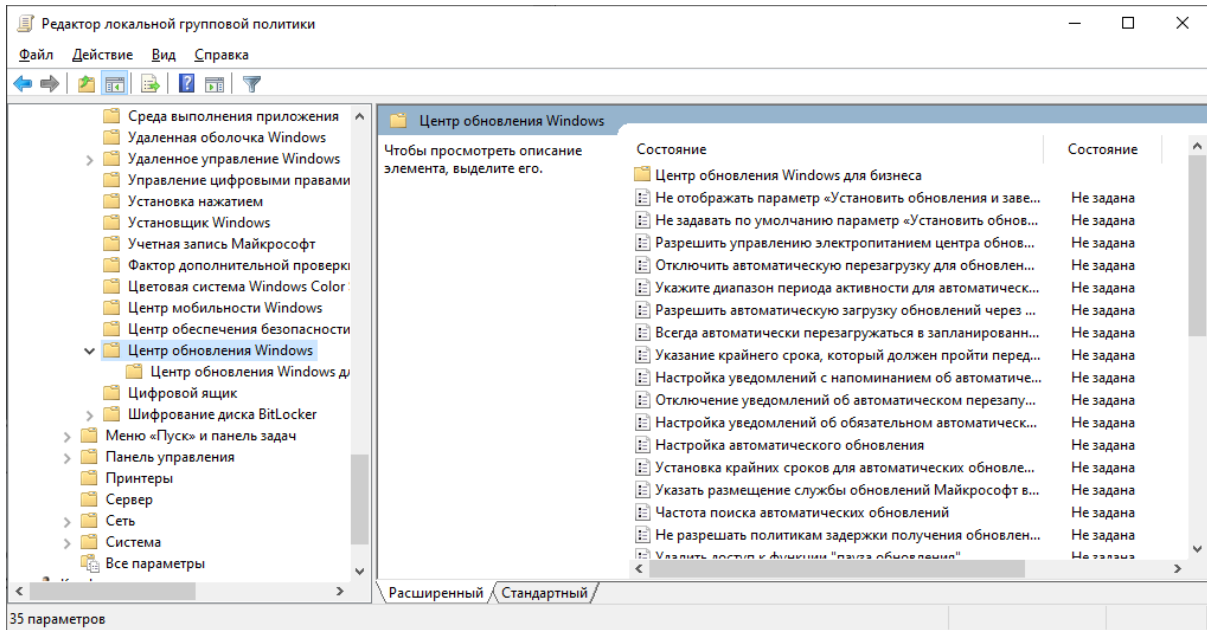 Редактор локальной групповой политики
Файл Действие Вид Справка
Среда выполнения приложения
Удаленная оболочка Windows
Удаленное управление Windows
Управление цифровыми правами
Установка нажатием
Установщик Windows
Учетная запись Майкрософт
Фактор дополнительной проверки
Цветовая система Windows Color
Центр мобильности Windows
Центр обеспечения безопасности
Центр обновления Windows
Центр обновления Windows д
Цифровой ящик
Шифрование диска BitLocker
Меню «Пуск» и панель задач
Панель управления
Принтеры
Сервер
Сеть
Система
Все параметры
Центр обновления Windows
Чтобы просмотреть описание
элемента, выделите его.
Состояние Состояние
Центр обновления Windows для бизнеса
Не отображать параметр «Установить обновления и заве... Не задана
Не задавать по умолчанию параметр «Установить обнов... Не задана
Разрешить управлению электропитанием центра обнов... Не задана
Отключить автоматическую перезагрузку для обновлен... Не задана
Укажите диапазон периода активности для автоматическ... Не задана
Разрешить автоматическую загрузку обновлений через ... Не задана
Всегда автоматически перезагружаться в запланированн... Не задана
Указание крайнего срока, который должен пройти перед... Не задана
Настройка уведомлений с напоминанием об автоматиче... Не задана
Отключение уведомлений об автоматическом перезапу... Не задана
Настройка уведомлений об обязательном автоматическ... Не задана
Настройка автоматического обновления Не задана
Установка крайних сроков для автоматических обновле... Не задана
Указать размещение службы обновлений Майкрософт в... Не задана
Частота поиска автоматических обновлений Не задана
Не разрешать политикам задержки получения обновлен... Не задана
Удалить доступ к функции "пауза обновления" Не задана
Расширенный Стандартный
35 параметров